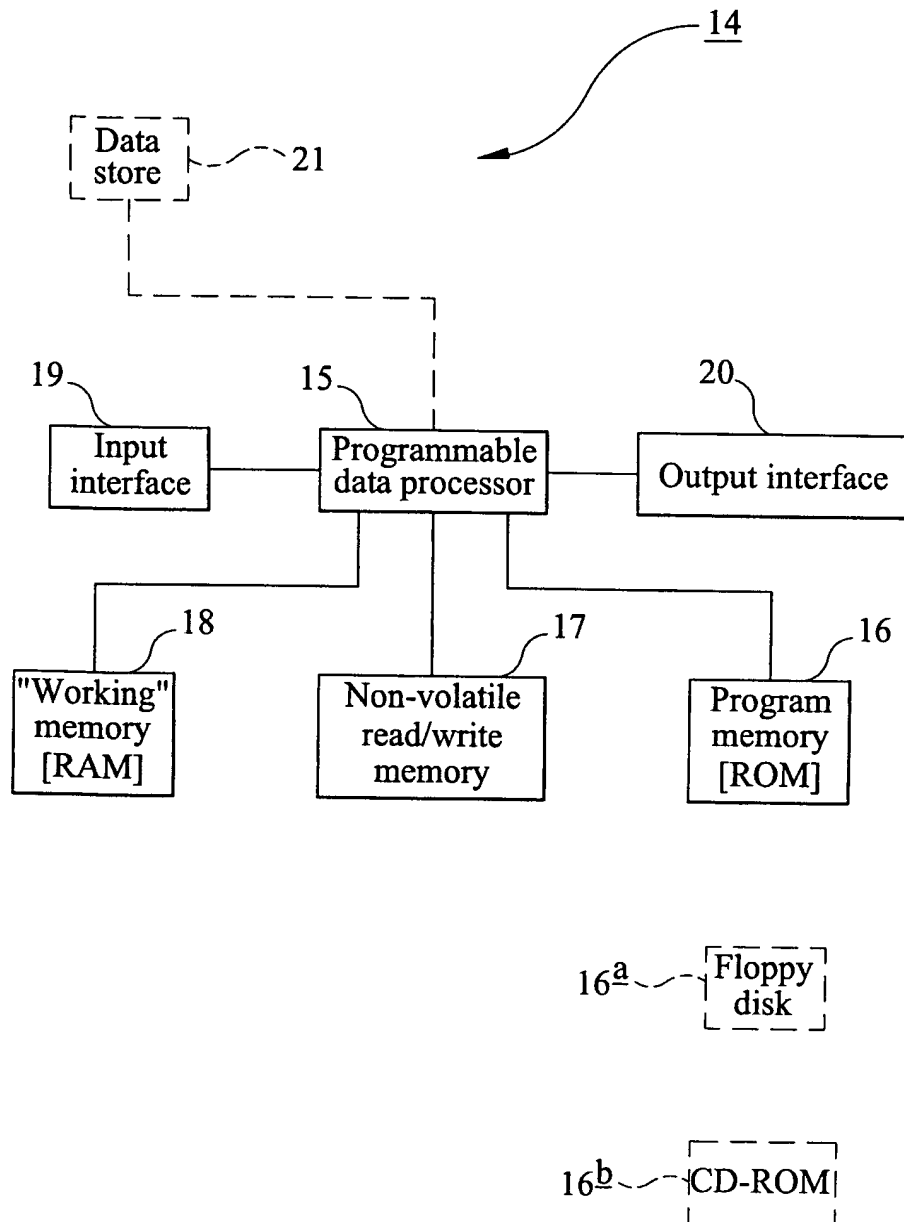 14
Data
store
21
19
15
20
Input
interface
Programmable
data processor
Output interface
18
17
16
"Working"
memory
[RAM]
Non-volatile
read/write
memory
Program
memory
[ROM]
16a
Floppy
disk
16b
CD-ROM